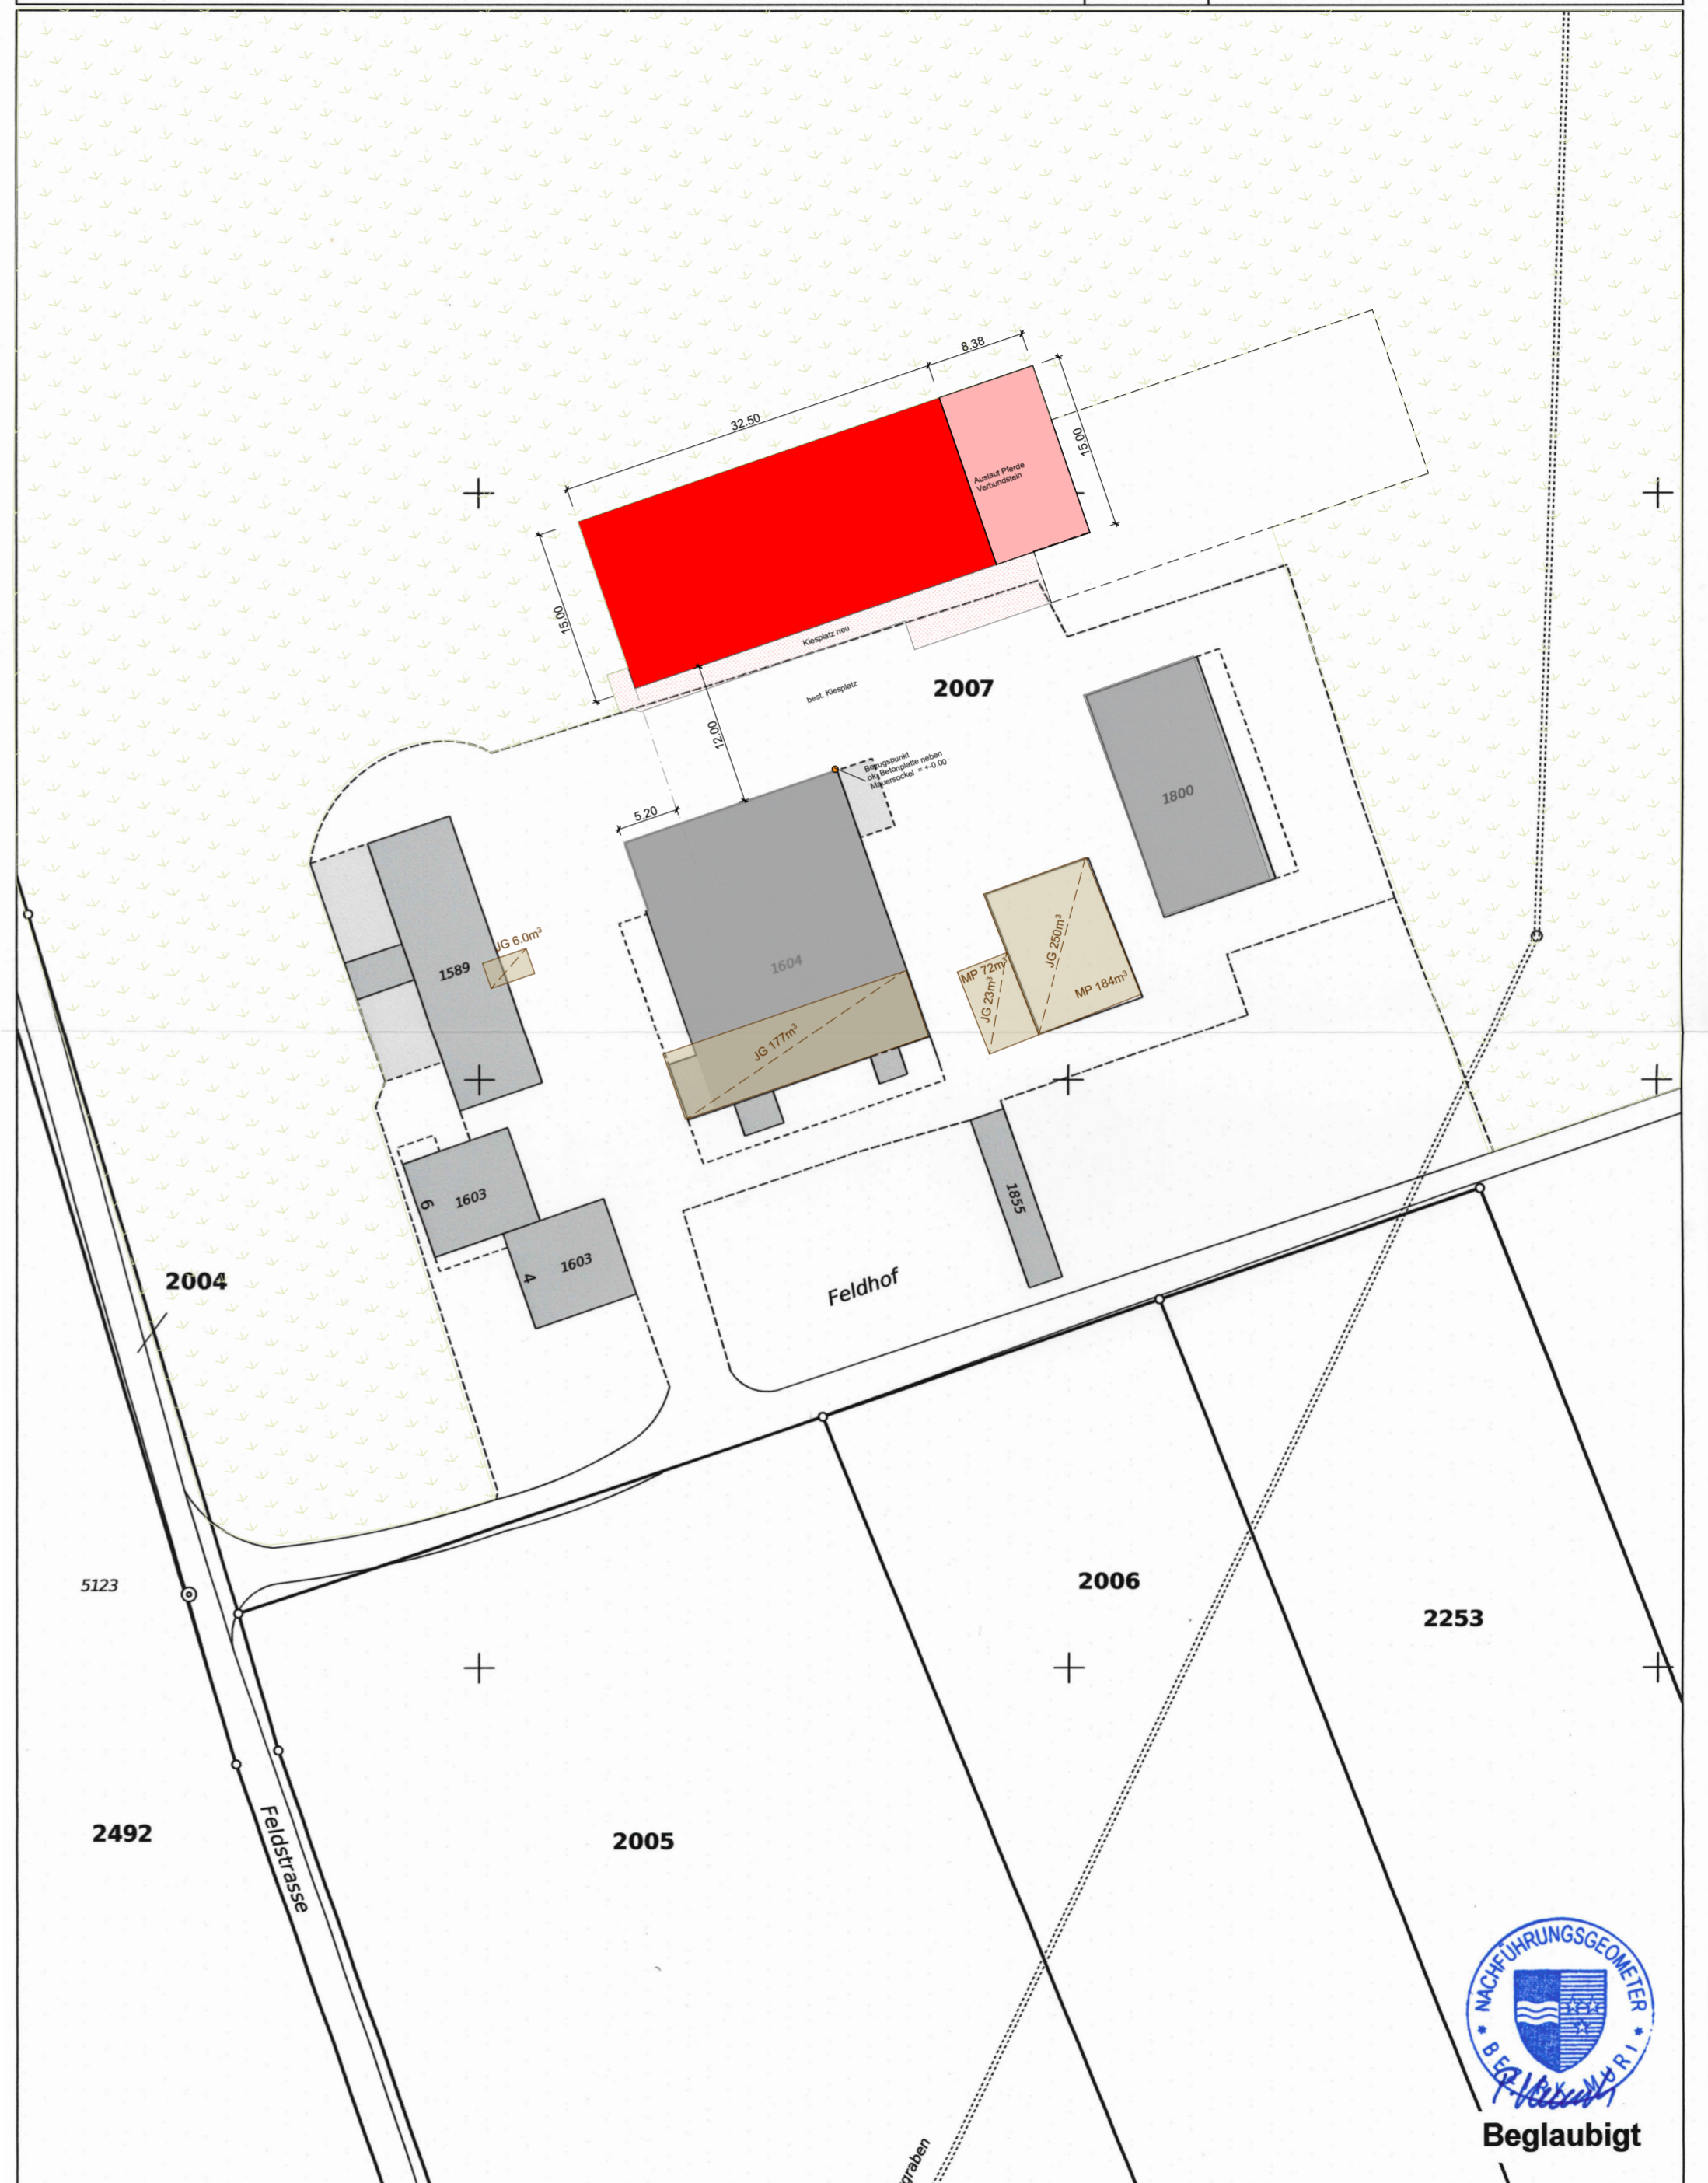 8.38
32.50
15.00
Auslauf Pferde
Verbundstein
15.00
Kiesplatz neu
best. Kiesplatz
2007
12.00
Bezugspunkt
ok. Betonplatte neben
Mauersockel = +-0.00
5.20
1800
1604
1589
JG 6.0m³
JG 250m³
MP 72m³
JG 23m³
MP 184m³
JG 177m³
6
1603
4
1603
1855
Feldhof
2004
5123
2006
2253
2492
2005
Feldstrasse
graben
NACHFÜHRUNGSGEOMETER
MURI
Beglaubigt